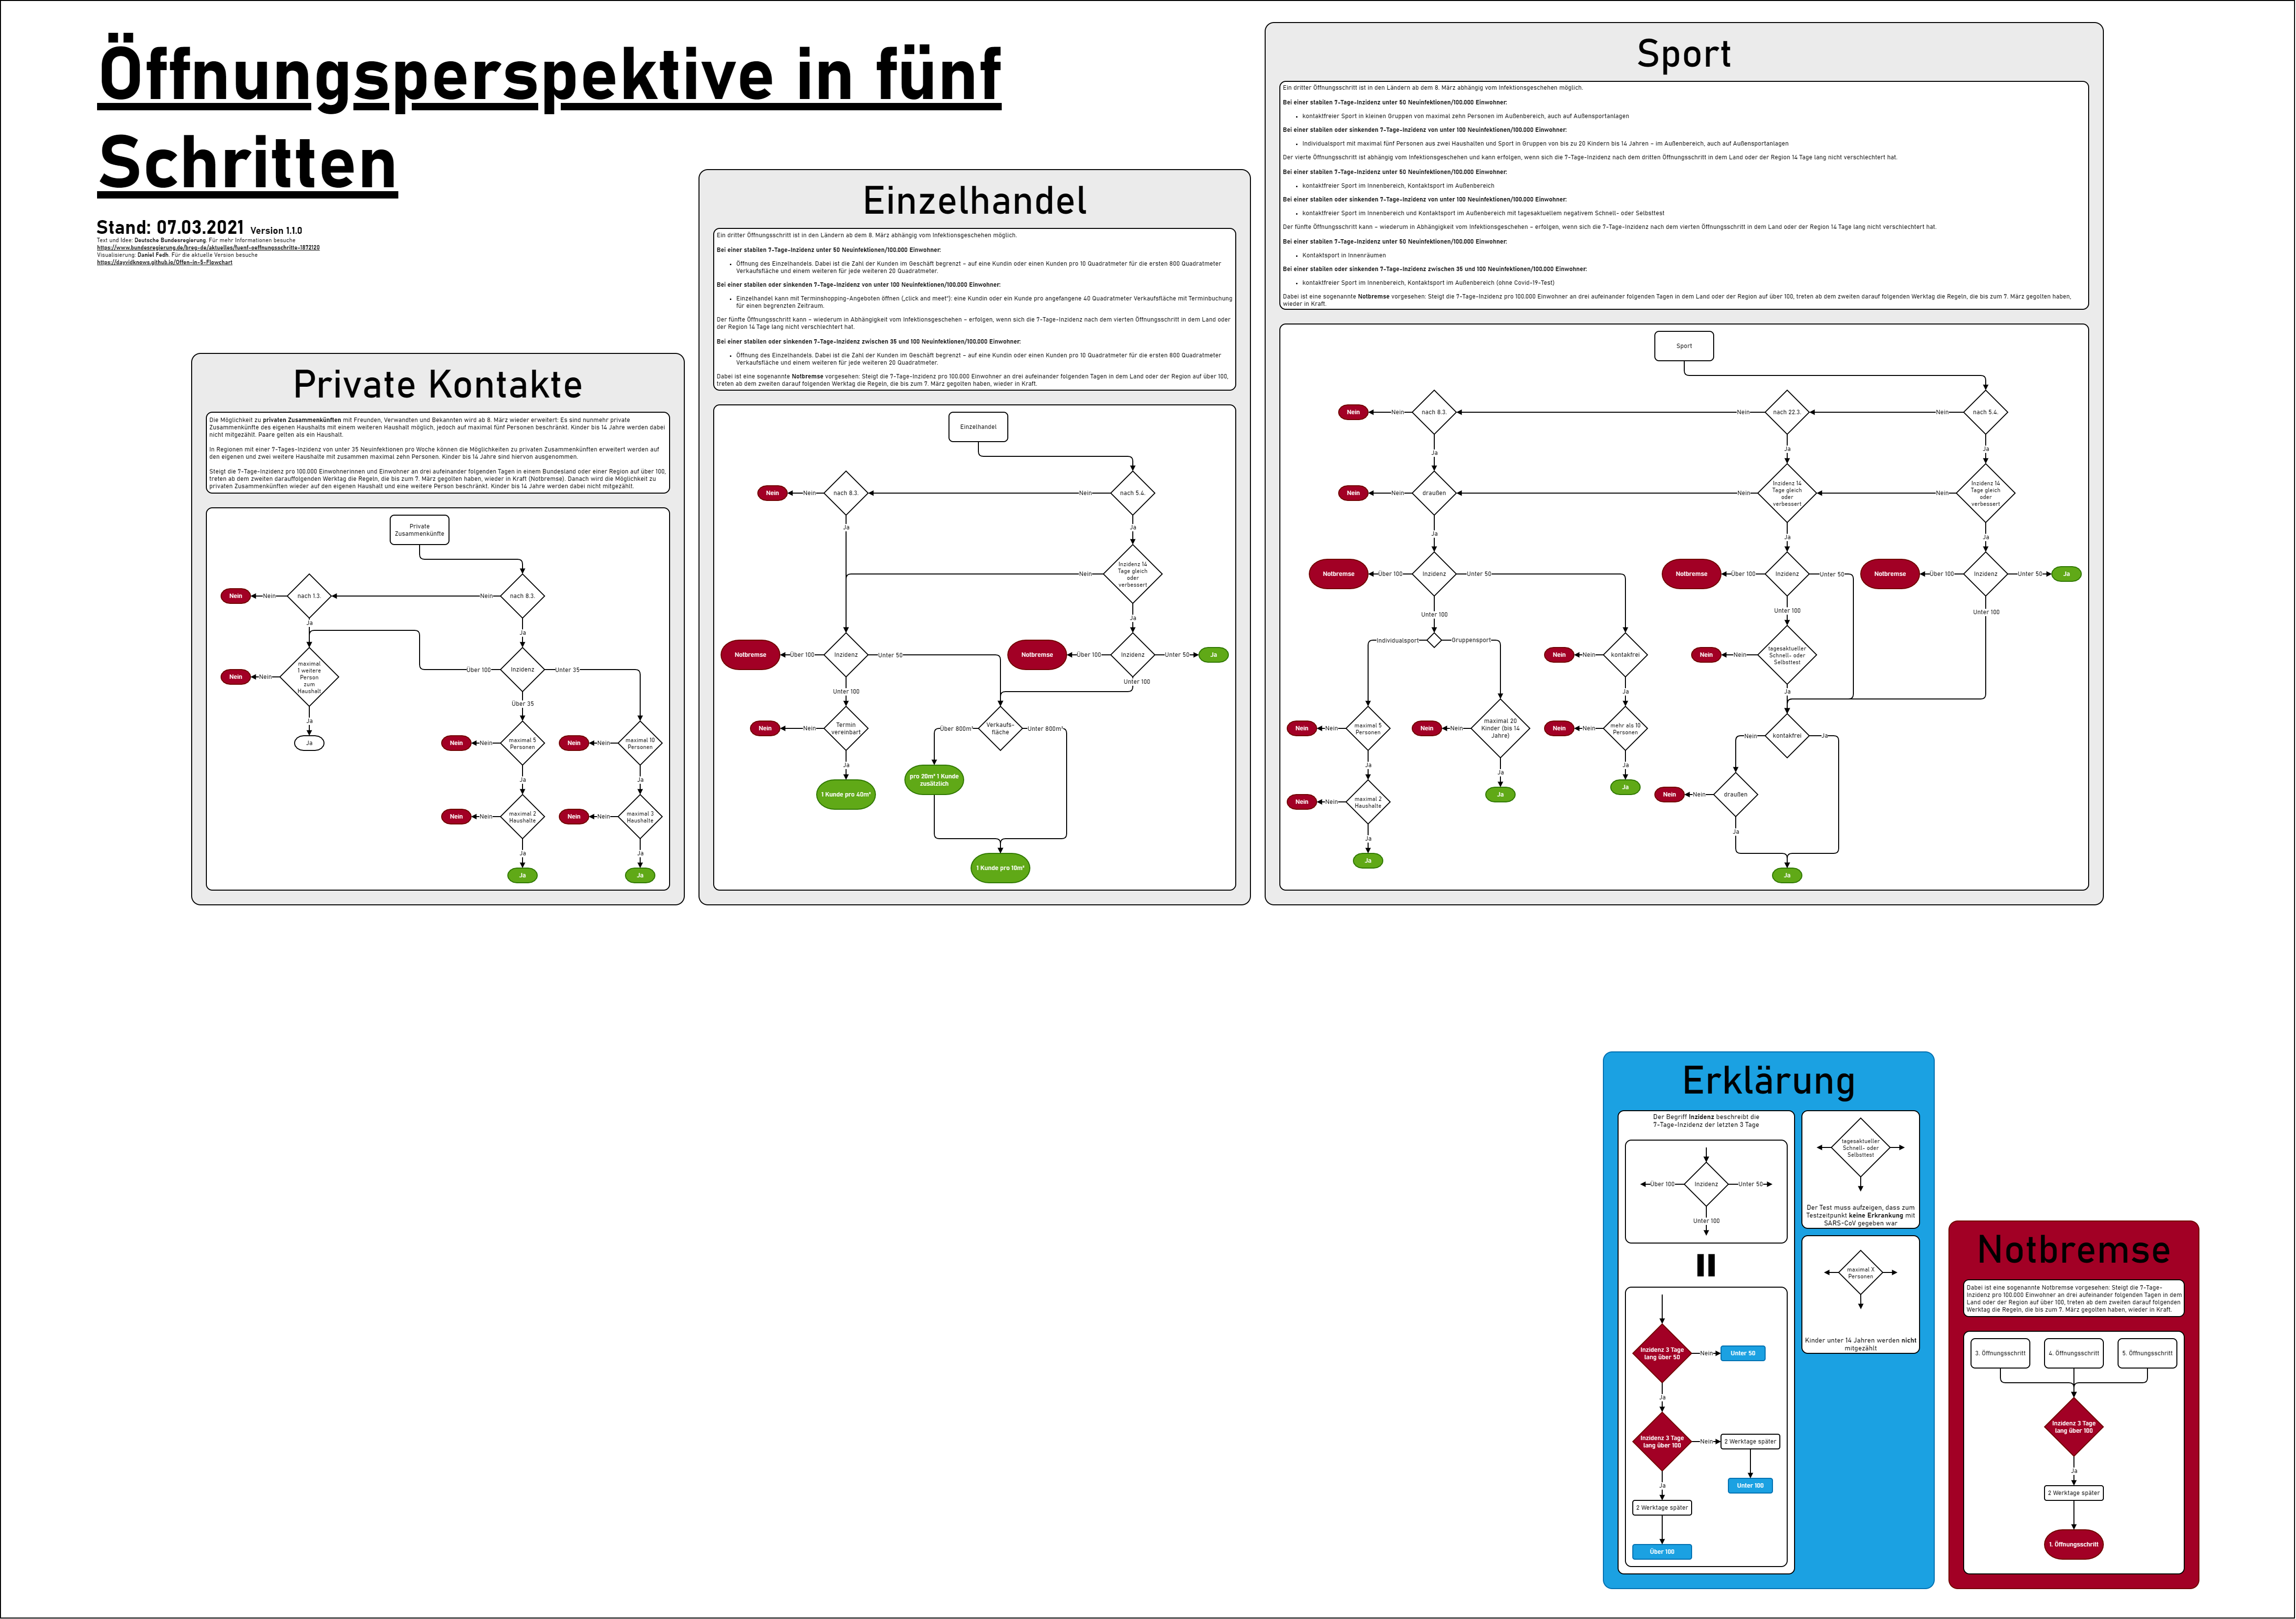 Öffnungsperspektive in fünf
Schritten
Stand: 07.03.2021 Version 1.1.0
Text und Idee: Deutsche Bundesregierung. Für mehr Informationen besuche
https://www.bundesregierung.de/breg-de/aktuelles/fuenf-oeffnungsschritte-1872120
Visualisierung: Daniel Fedh. Für die aktuelle Version besuche
Private Kontakte
Die Möglichkeit zu privaten Zusammenkünften mit Freunden, Verwandten und Bekannten wird ab 8. März wieder erweitert: Es sind nunmehr private
Zusammenkünfte des eigenen Haushalts mit einem weiteren Haushalt möglich, jedoch auf maximal fünf Personen beschränkt. Kinder bis 14 Jahre werden dabei
nicht mitgezählt. Paare gelten als ein Haushalt.
In Regionen mit einer 7-Tages-Inzidenz von unter 35 Neuinfektionen pro Woche können die Möglichkeiten zu privaten Zusammenkünften erweitert werden auf
den eigenen und zwei weitere Haushalte mit zusammen maximal zehn Personen. Kinder bis 14 Jahre sind hiervon ausgenommen.
Steigt die 7-Tage-Inzidenz pro 100.000 Einwohnerinnen und Einwohner an drei aufeinander folgenden Tagen in einem Bundesland oder einer Region auf über 100,
treten ab dem zweiten darauffolgenden Werktag die Regeln, die bis zum 7. März gegolten haben, wieder in Kraft (Notbremse). Danach wird die Möglichkeit zu
privaten Zusammenkünften wieder auf den eigenen Haushalt und eine weitere Person beschränkt. Kinder bis 14 Jahre werden dabei nicht mitgezählt.
Private
Zusammenkünfte
Nein
Nein
nach 1.3.
Nein
nach 8.3.
Ja
Ja
Nein
Nein
maximal
1 weitere
Person
zum
Haushalt
Über 100
Inzidenz
Unter 35
Ja
Über 35
Ja
Nein
Nein
maximal 5
Personen
Nein
Nein
maximal 10
Personen
Ja
Ja
Nein
Nein
maximal 2
Haushalte
Nein
Nein
maximal 3
Haushalte
Ja
Ja
Ja
Ja
Einzelhandel
Ein dritter Öffnungsschritt ist in den Ländern ab dem 8. März abhängig vom Infektionsgeschehen möglich.
Bei einer stabilen 7-Tage-Inzidenz unter 50 Neuinfektionen/100.000 Einwohner:
• Öffnung des Einzelhandels. Dabei ist die Zahl der Kunden im Geschäft begrenzt – auf eine Kundin oder einen Kunden pro 10 Quadratmeter für die ersten 800 Quadratmeter
Verkaufsfläche und einem weiteren für jede weiteren 20 Quadratmeter.
Bei einer stabilen oder sinkenden 7-Tage-Inzidenz von unter 100 Neuinfektionen/100.000 Einwohner:
• Einzelhandel kann mit Terminshopping-Angeboten öffnen („click and meet“): eine Kundin oder ein Kunde pro angefangene 40 Quadratmeter Verkaufsfläche mit Terminbuchung
für einen begrenzten Zeitraum.
Der fünfte Öffnungsschritt kann – wiederum in Abhängigkeit vom Infektionsgeschehen – erfolgen, wenn sich die 7-Tage-Inzidenz nach dem vierten Öffnungsschritt in dem Land oder
der Region 14 Tage lang nicht verschlechtert hat.
Bei einer stabilen oder sinkenden 7-Tage-Inzidenz zwischen 35 und 100 Neuinfektionen/100.000 Einwohner:
• Öffnung des Einzelhandels. Dabei ist die Zahl der Kunden im Geschäft begrenzt – auf eine Kundin oder einen Kunden pro 10 Quadratmeter für die ersten 800 Quadratmeter
Verkaufsfläche und einem weiteren für jede weiteren 20 Quadratmeter.
Dabei ist eine sogenannte Notbremse vorgesehen: Steigt die 7-Tage-Inzidenz pro 100.000 Einwohner an drei aufeinander folgenden Tagen in dem Land oder der Region auf über 100,
treten ab dem zweiten darauf folgenden Werktag die Regeln, die bis zum 7. März gegolten haben, wieder in Kraft.
Einzelhandel
Nein
Nein
nach 8.3.
Nein
nach 5.4.
Ja
Ja
Nein
Inzidenz 14
Tage gleich
oder
verbessert
Ja
Notbremse
Über 100
Inzidenz
Unter 50
Notbremse
Über 100
Inzidenz
Unter 50
Ja
Unter 100
Unter 100
Nein
Nein
Termin
vereinbart
Über 800m²
Verkaufs-
fläche
Unter 800m²
Ja
pro 20m² 1 Kunde
zusätzlich
1 Kunde pro 40m²
1 Kunde pro 10m²
Sport
Ein dritter Öffnungsschritt ist in den Ländern ab dem 8. März abhängig vom Infektionsgeschehen möglich.
Bei einer stabilen 7-Tage-Inzidenz unter 50 Neuinfektionen/100.000 Einwohner:
• kontaktfreier Sport in kleinen Gruppen von maximal zehn Personen im Außenbereich, auch auf Außensportanlagen
Bei einer stabilen oder sinkenden 7-Tage-Inzidenz von unter 100 Neuinfektionen/100.000 Einwohner:
• Individualsport mit maximal fünf Personen aus zwei Haushalten und Sport in Gruppen von bis zu 20 Kindern bis 14 Jahren – im Außenbereich, auch auf Außensportanlagen
Der vierte Öffnungsschritt ist abhängig vom Infektionsgeschehen und kann erfolgen, wenn sich die 7-Tage-Inzidenz nach dem dritten Öffnungsschritt in dem Land oder der Region 14 Tage lang nicht verschlechtert hat.
Bei einer stabilen 7-Tage-Inzidenz unter 50 Neuinfektionen/100.000 Einwohner:
• kontaktfreier Sport im Innenbereich, Kontaktsport im Außenbereich
Bei einer stabilen oder sinkenden 7-Tage-Inzidenz von unter 100 Neuinfektionen/100.000 Einwohner:
• kontaktfreier Sport im Innenbereich und Kontaktsport im Außenbereich mit tagesaktuellem negativem Schnell- oder Selbsttest
Der fünfte Öffnungsschritt kann – wiederum in Abhängigkeit vom Infektionsgeschehen – erfolgen, wenn sich die 7-Tage-Inzidenz nach dem vierten Öffnungsschritt in dem Land oder der Region 14 Tage lang nicht verschlechtert hat.
Bei einer stabilen 7-Tage-Inzidenz unter 50 Neuinfektionen/100.000 Einwohner:
• Kontaktsport in Innenräumen
Bei einer stabilen oder sinkenden 7-Tage-Inzidenz zwischen 35 und 100 Neuinfektionen/100.000 Einwohner:
• kontaktfreier Sport im Innenbereich, Kontaktsport im Außenbereich (ohne Covid-19-Test)
Dabei ist eine sogenannte Notbremse vorgesehen: Steigt die 7-Tage-Inzidenz pro 100.000 Einwohner an drei aufeinander folgenden Tagen in dem Land oder der Region auf über 100, treten ab dem zweiten darauf folgenden Werktag die Regeln, die bis zum 7. März gegolten haben,
wieder in Kraft.
Sport
Nein
Nein
nach 8.3.
Nein
nach 22.3.
Nein
nach 5.4.
Ja
Ja
Ja
Nein
Nein
draußen
Nein
Inzidenz 14
Tage gleich
oder
verbessert
Nein
Inzidenz 14
Tage gleich
oder
verbessert
Ja
Ja
Ja
Notbremse
Über 100
Inzidenz
Unter 50
Notbremse
Über 100
Inzidenz
Unter 50
Notbremse
Über 100
Inzidenz
Unter 50
Ja
Unter 100
Unter 100
Unter 100
Individualsport
Gruppensport
Nein
Nein
kontakfrei
Nein
Nein
tagesaktueller
Schnell- oder
Selbsttest
Ja
Ja
Nein
Nein
maximal 5
Personen
Nein
Nein
maximal 20
Kinder (bis 14
Jahre)
Nein
Nein
mehr als 10
Personen
Nein
kontakfrei
Ja
Ja
Ja
Ja
Nein
Nein
maximal 2
Haushalte
Ja
Ja
Nein
Nein
draußen
Ja
Ja
Ja
Ja
Erklärung
Der Begriff Inzidenz beschreibt die
7-Tage-Inzidenz der letzten 3 Tage
Über 100
Inzidenz
Unter 50
Unter 100
=
Inzidenz 3 Tage
lang über 50
Nein
Unter 50
Ja
Inzidenz 3 Tage
lang über 100
Nein
2 Werktage später
Ja
Unter 100
2 Werktage später
Über 100
tagesaktueller
Schnell- oder
Selbsttest
Der Test muss aufzeigen, dass zum
Testzeitpunkt keine Erkrankung mit
SARS-CoV gegeben war
maximal X
Personen
Kinder unter 14 Jahren werden nicht
mitgezählt
Notbremse
Dabei ist eine sogenannte Notbremse vorgesehen: Steigt die 7-Tage-
Inzidenz pro 100.000 Einwohner an drei aufeinander folgenden Tagen in dem
Land oder der Region auf über 100, treten ab dem zweiten darauf folgenden
Werktag die Regeln, die bis zum 7. März gegolten haben, wieder in Kraft.
3. Öffnungsschritt
4. Öffnungsschritt
5. Öffnungsschritt
Inzidenz 3 Tage
lang über 100
Ja
2 Werktage später
1. Öffnungsschritt